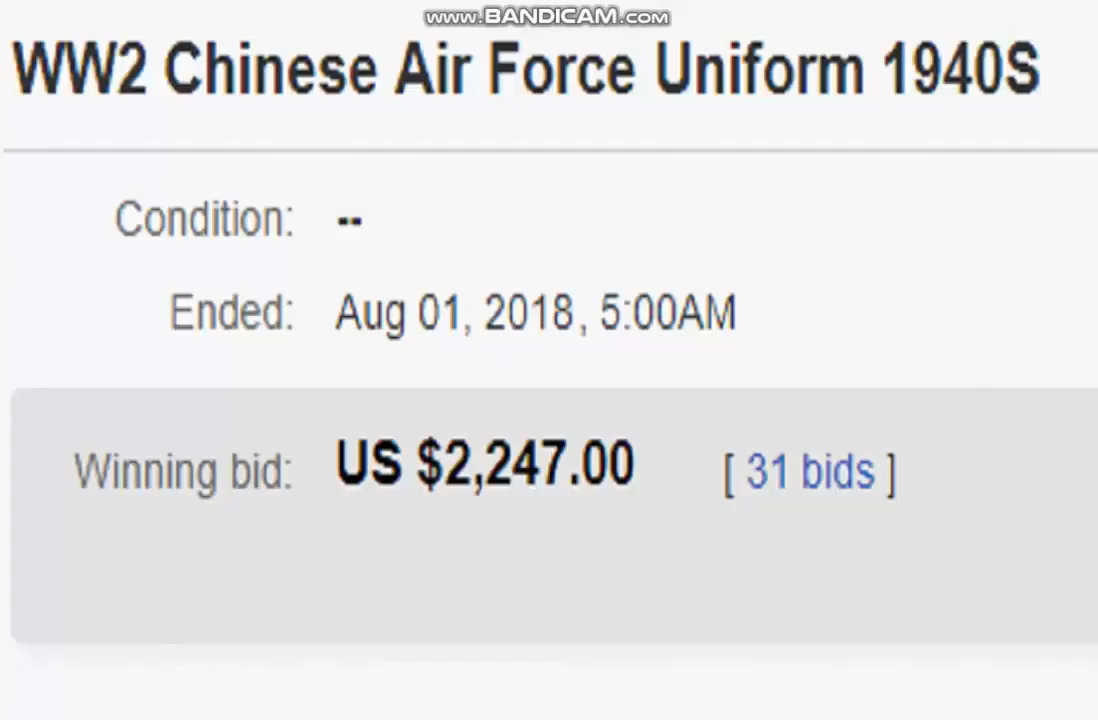 www.BANDICAM.com
WW2 Chinese Air Force Uniform 1940S
Condition: --
Ended: Aug 01, 2018, 5:00AM
Winning bid: US $2,247.00 [ 31 bids ]